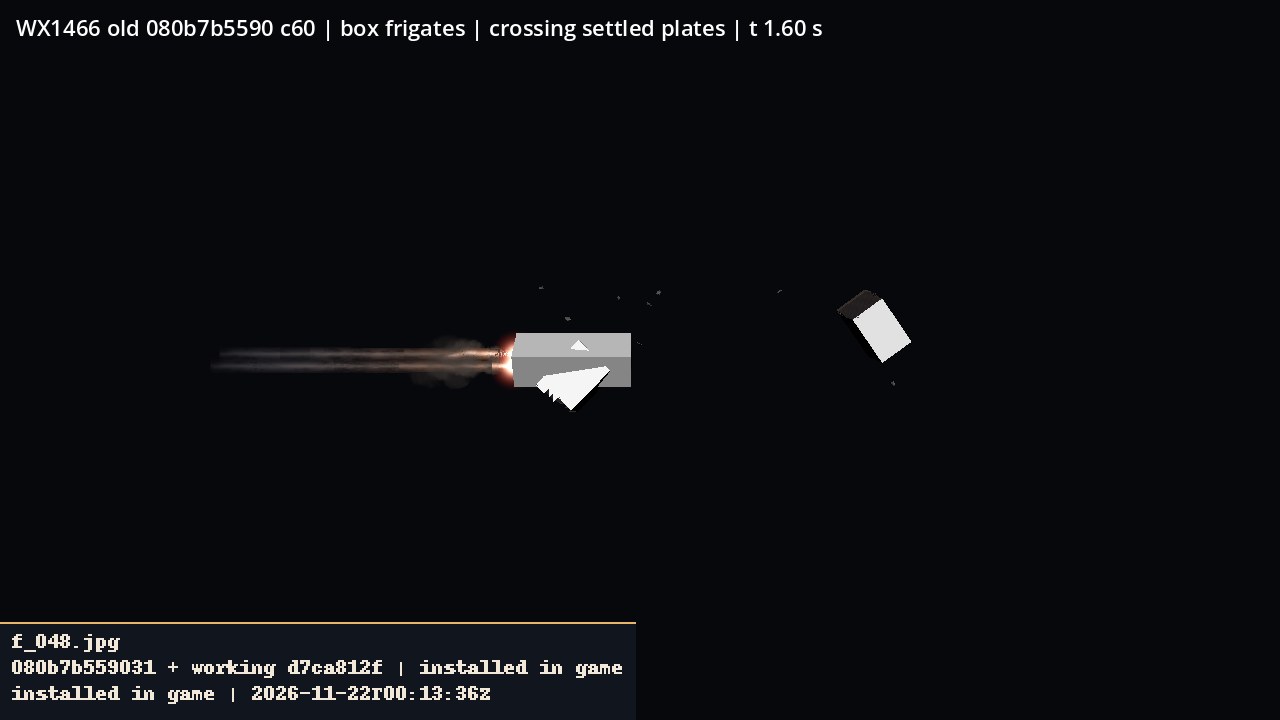 WX1466 old 080b7b5590 c60 | box frigates | crossing settled plates | t 1.60 s
f_048.jpg
080b7b559031 + working d7ca812f | installed in game
installed in game | 2026-11-22T00:13:36Z